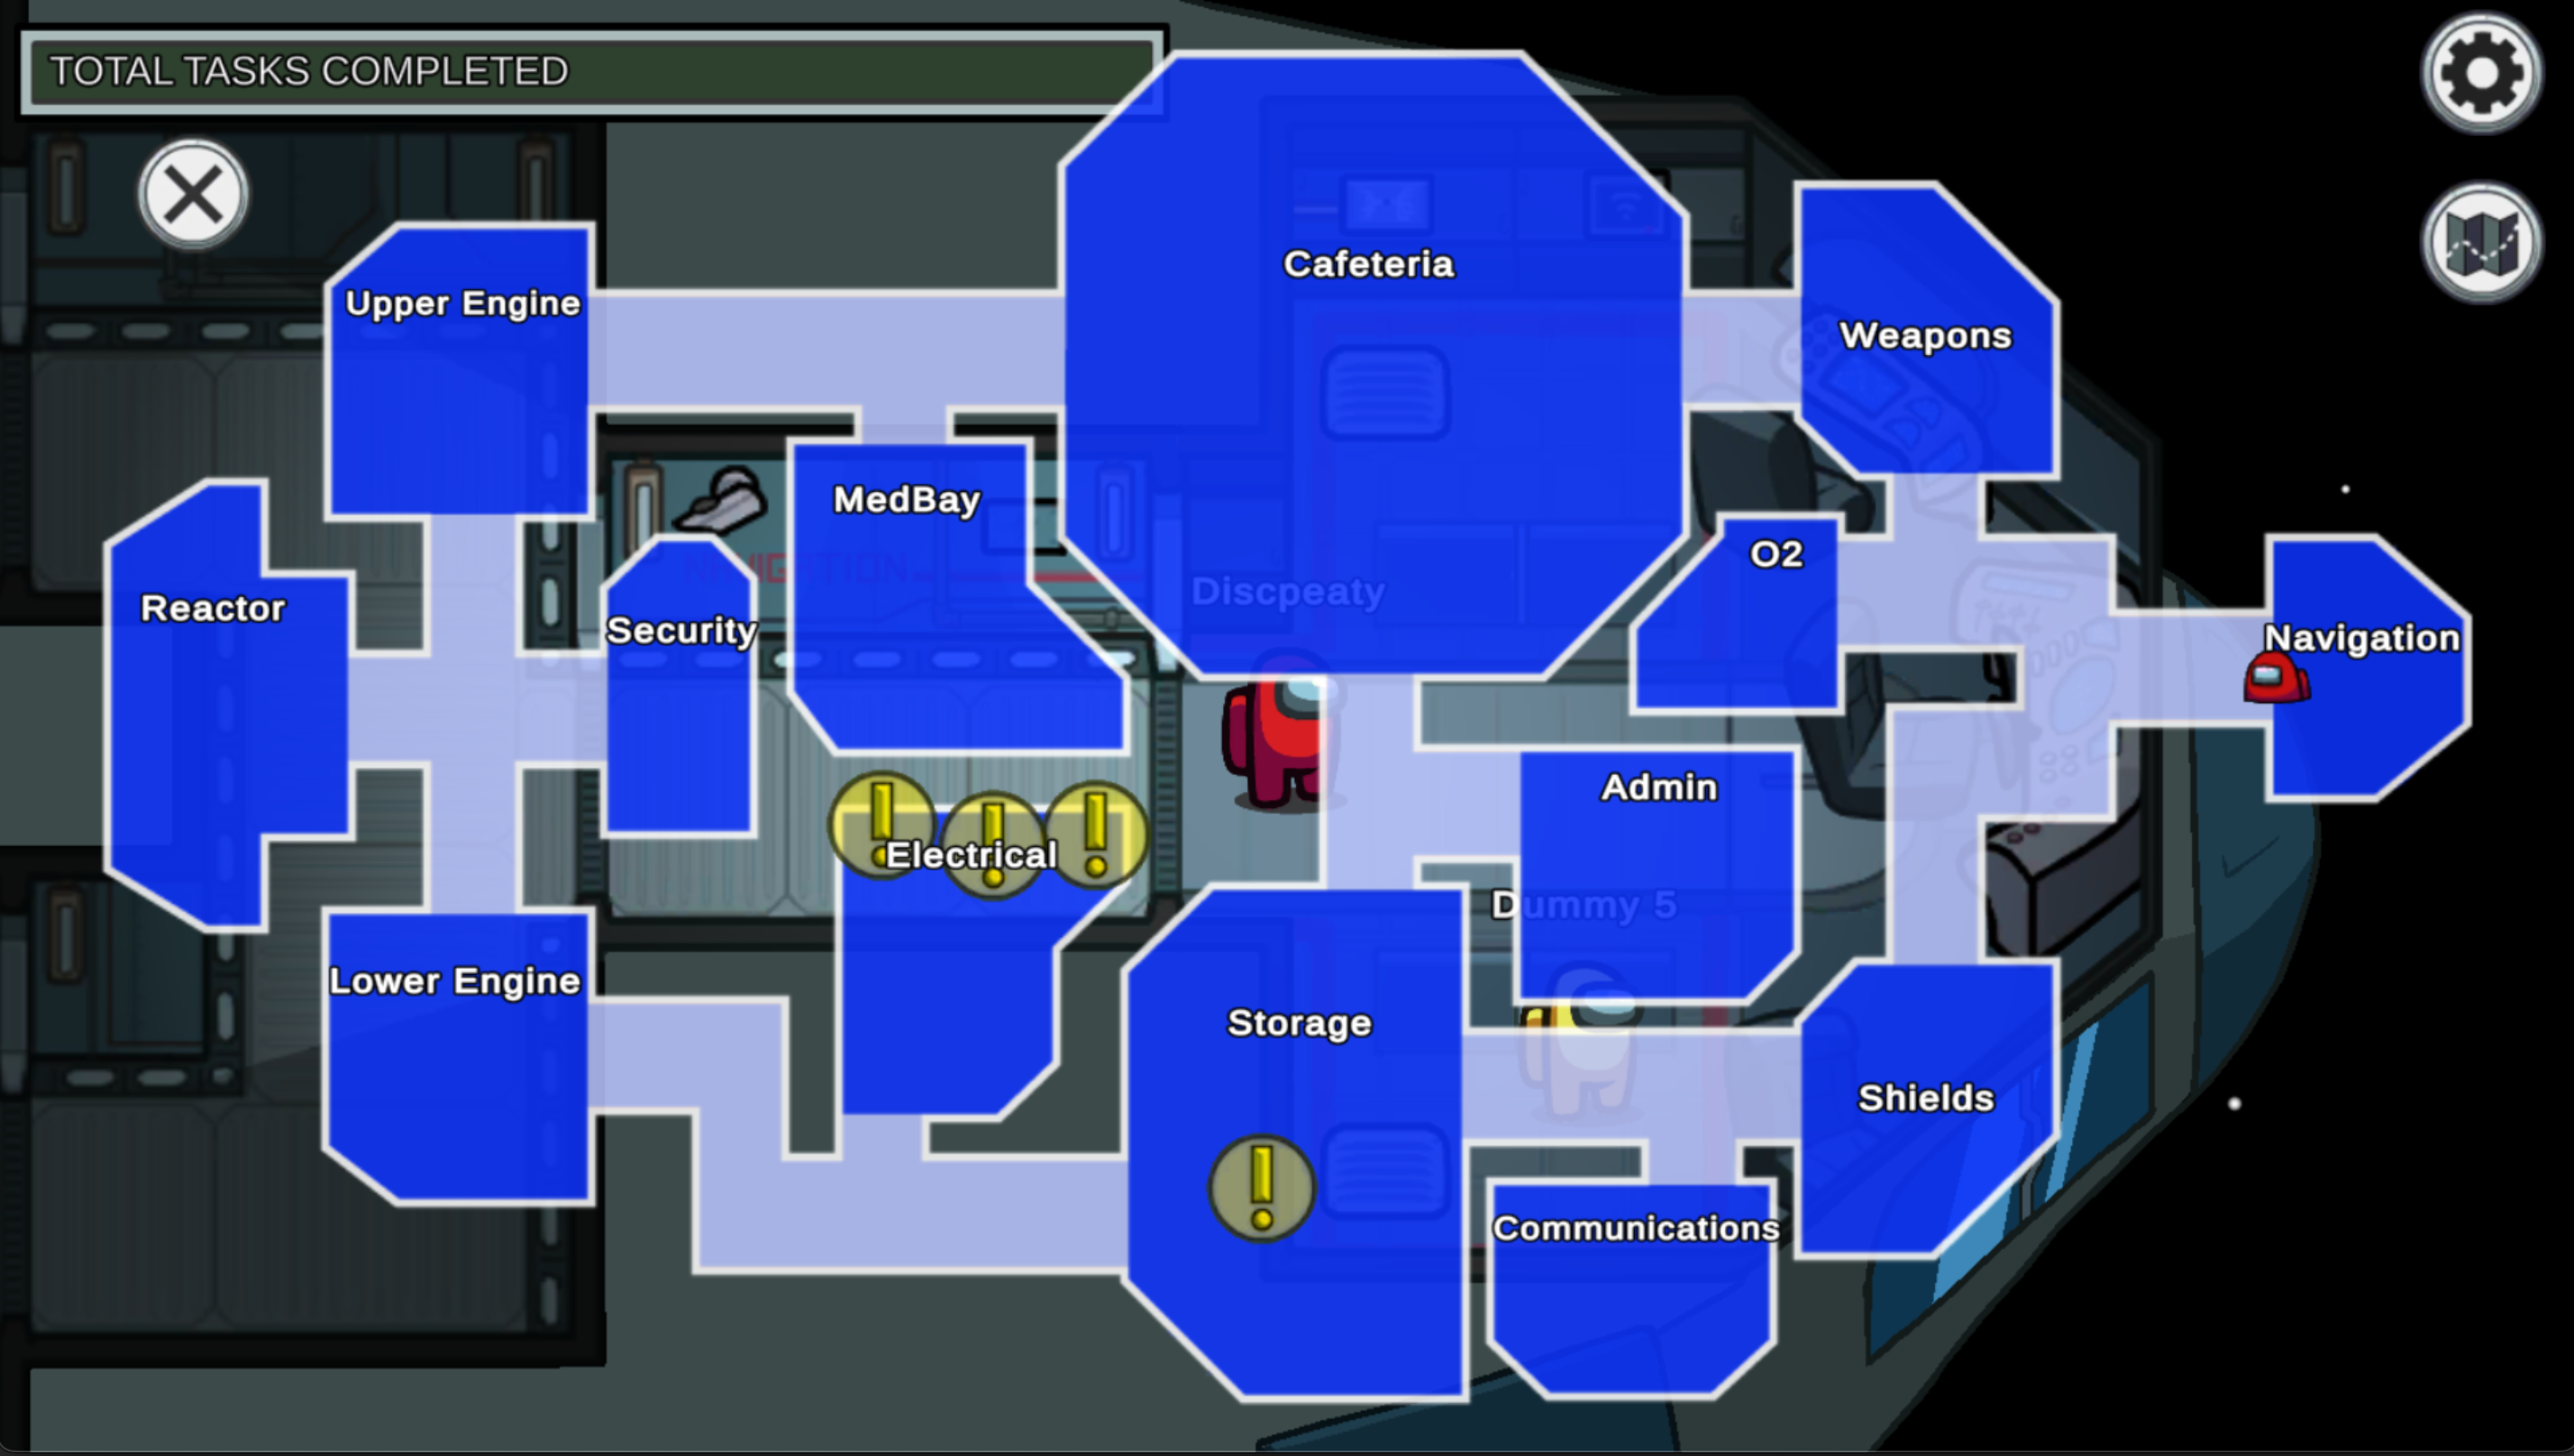 TOTAL TASKS COMPLETED
Cafeteria
Upper Engine
Weapons
MedBay
O2
NAVIGATION
Discpeaty
Reactor
Security
Navigation
Admin
Electrical
Dummy 5
Lower Engine
Storage
Shields
Communications